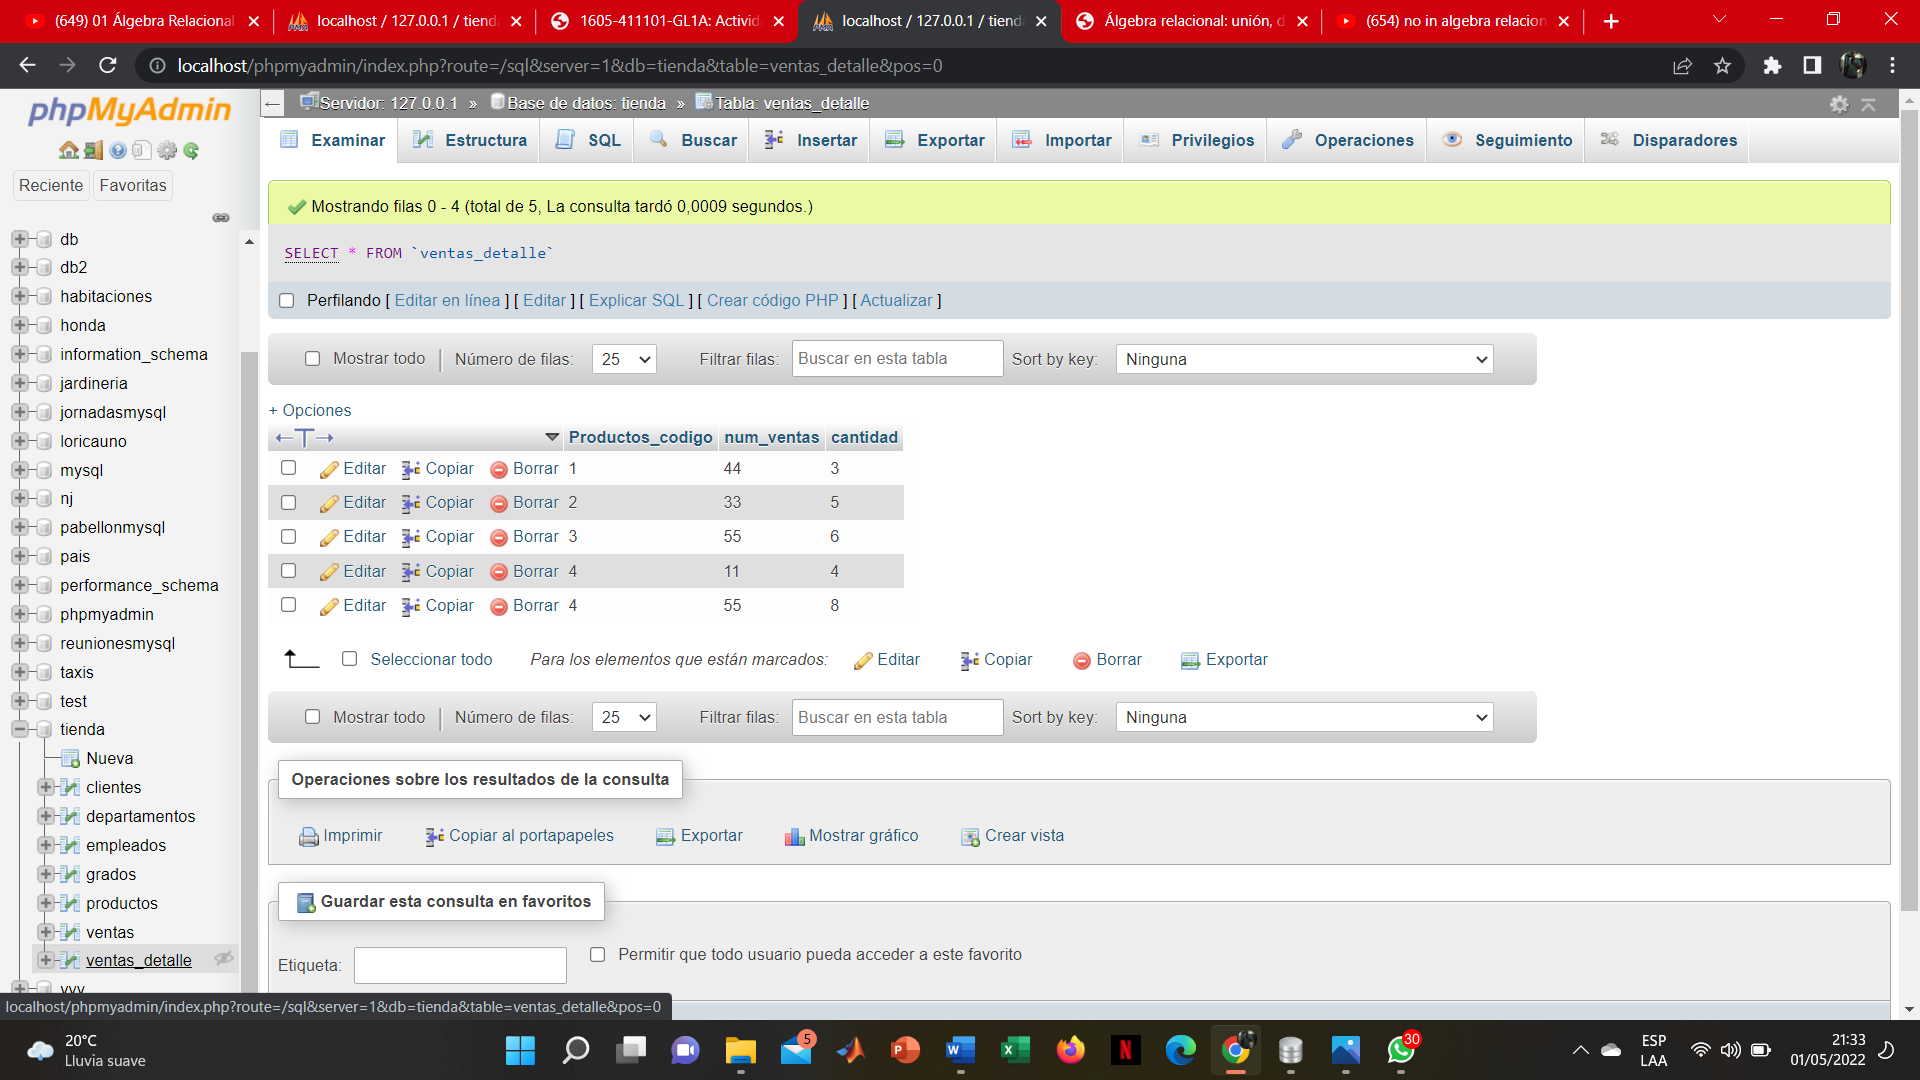 (649) 01 Álgebra Relacional
localhost / 127.0.0.1 / tienda
1605-411101-GL1A: Activid
localhost / 127.0.0.1 / tienda
Álgebra relacional: unión, d
(654) no in algebra relacion
localhost/phpmyadmin/index.php?route=/sql&server=1&db=tienda&table=ventas_detalle&pos=0
phpMyAdmin
Reciente Favoritas
db
db2
habitaciones
honda
information_schema
jardineria
jornadasmysql
loricauno
mysql
nj
pabellonmysql
pais
performance_schema
phpmyadmin
reunionesmysql
taxis
test
tienda
Nueva
clientes
departamentos
empleados
grados
productos
ventas
ventas_detalle
vvv
Servidor: 127.0.0.1 » Base de datos: tienda » Tabla: ventas_detalle
Examinar Estructura SQL Buscar Insertar Exportar Importar Privilegios Operaciones Seguimiento Disparadores
Mostrando filas 0 - 4 (total de 5, La consulta tardó 0,0009 segundos.)
SELECT * FROM `ventas_detalle`
Perfilando [ Editar en línea ] [ Editar ] [ Explicar SQL ] [ Crear código PHP ] [ Actualizar ]
Mostrar todo Número de filas: 25 Filtrar filas: Buscar en esta tabla Sort by key: Ninguna
+ Opciones
←T→ Productos_codigo num_ventas cantidad
Editar Copiar Borrar 1 44 3
Editar Copiar Borrar 2 33 5
Editar Copiar Borrar 3 55 6
Editar Copiar Borrar 4 11 4
Editar Copiar Borrar 4 55 8
Seleccionar todo Para los elementos que están marcados: Editar Copiar Borrar Exportar
Mostrar todo Número de filas: 25 Filtrar filas: Buscar en esta tabla Sort by key: Ninguna
Operaciones sobre los resultados de la consulta
Imprimir Copiar al portapapeles Exportar Mostrar gráfico Crear vista
Guardar esta consulta en favoritos
Etiqueta: Permitir que todo usuario pueda acceder a este favorito
localhost/phpmyadmin/index.php?route=/sql&server=1&db=tienda&table=ventas_detalle&pos=0
20°C
Lluvia suave
5
30
ESP
LAA
21:33
01/05/2022